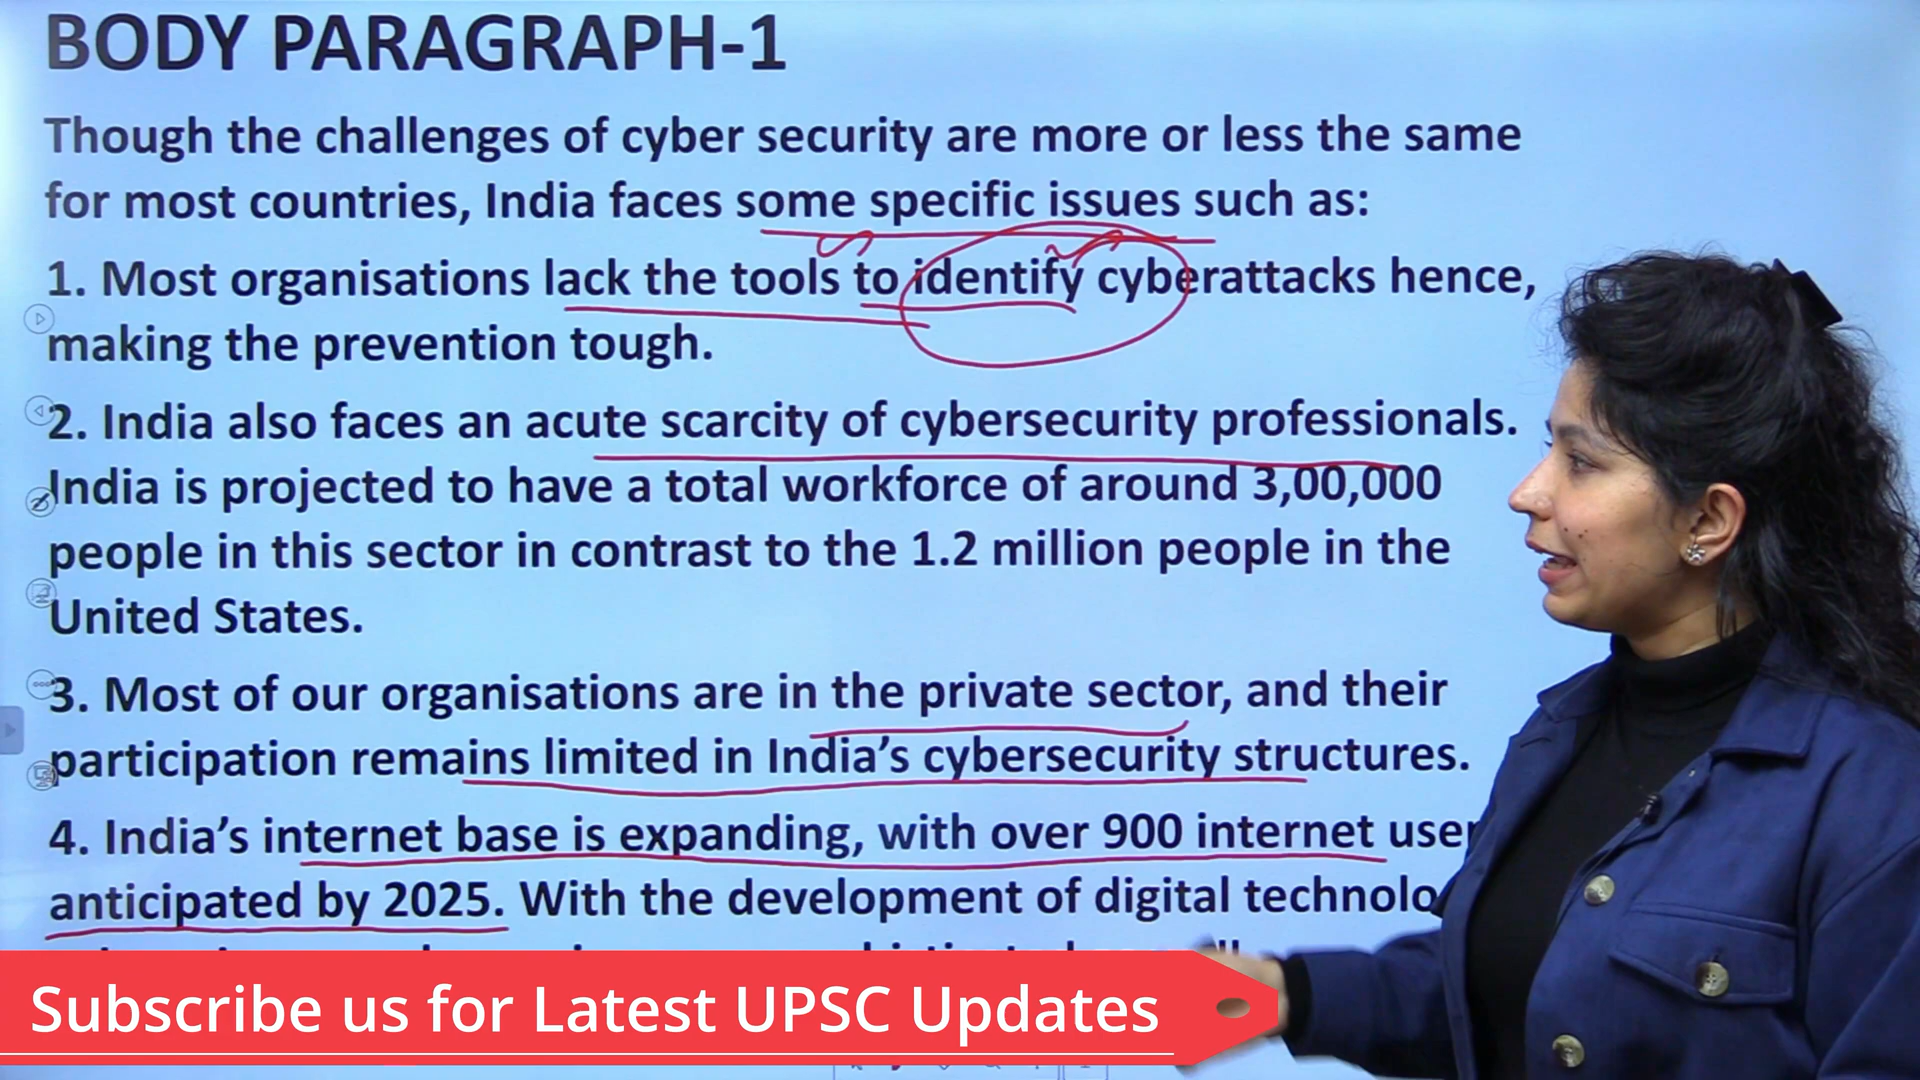 BODY PARAGRAPH-1
Though the challenges of cyber security are more or less the same
for most countries, India faces some specific issues such as:
1. Most organisations lack the tools to identify cyberattacks hence,
making the prevention tough.
2. India also faces an acute scarcity of cybersecurity professionals.
India is projected to have a total workforce of around 3,00,000
people in this sector in contrast to the 1.2 million people in the
United States.
3. Most of our organisations are in the private sector, and their
participation remains limited in India's cybersecurity structures.
4. India's internet base is expanding, with over 900 internet user
anticipated by 2025. With the development of digital technolo
Subscribe us for Latest UPSC Updates